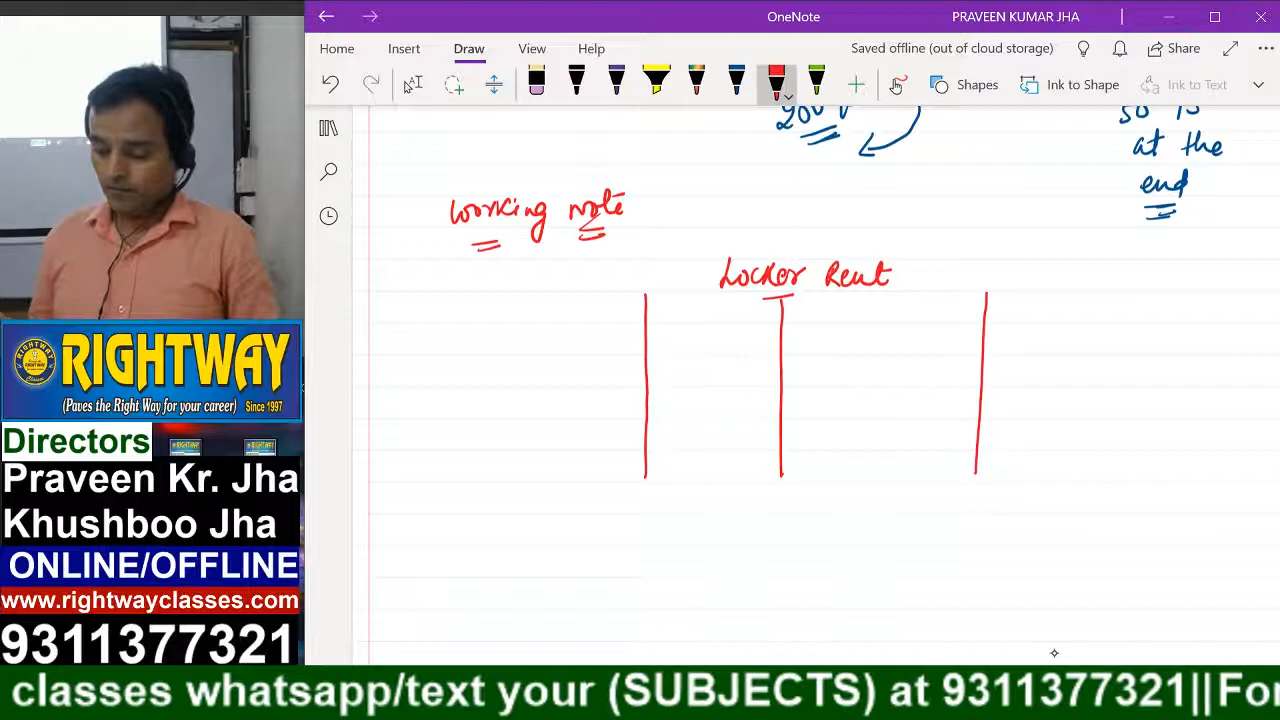 OneNote
PRAVEEN KUMAR JHA
Home Insert Draw View Help
Saved offline (out of cloud storage)
Share
Shapes
Ink to Shape
Ink to Text
so is
at the
end
Working note
Locker Rent
RIGHTWAY
(Paves the Right Way for your career) Since 1997
Directors
Praveen Kr. Jha
Khushboo Jha
ONLINE/OFFLINE
www.rightwayclasses.com
9311377321
classes whatsapp/text your (SUBJECTS) at 9311377321||For